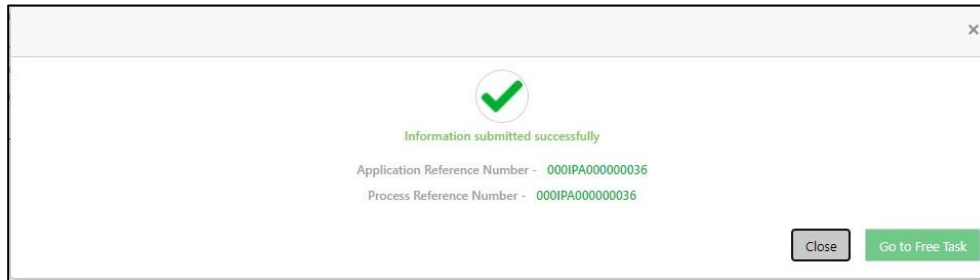 ×
Information submitted successfully
Application Reference Number - 000IPA000000036
Process Reference Number - 000IPA000000036
Close
Go to Free Task